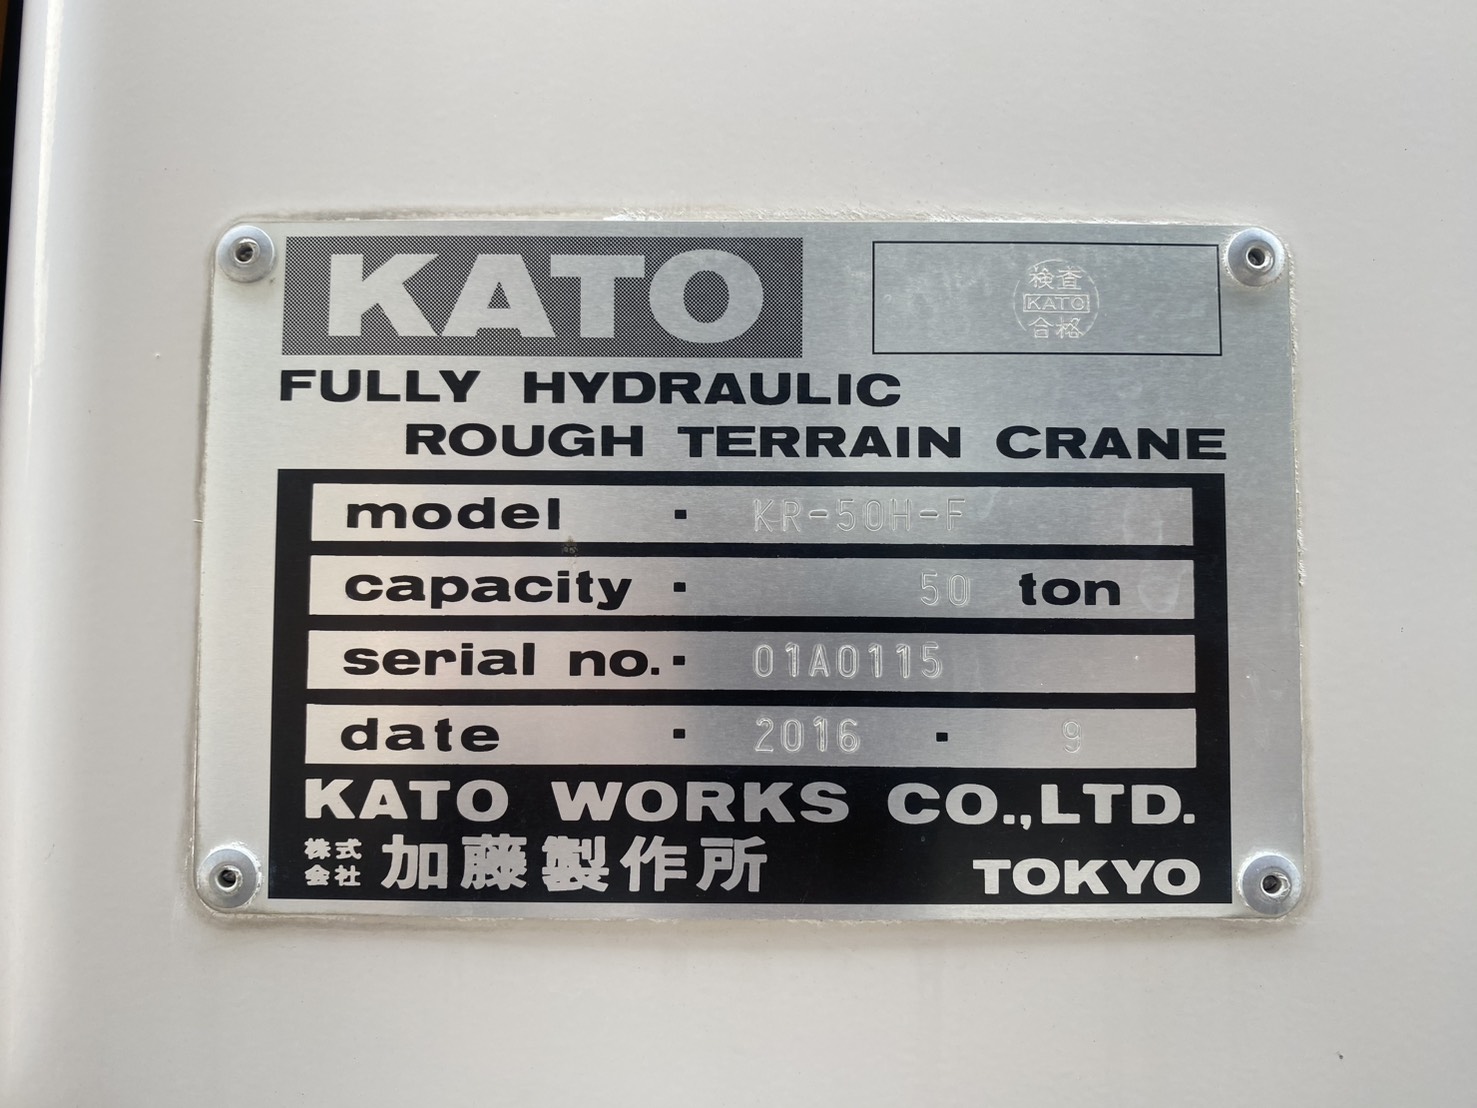 KATO
検査
KATO
合格
FULLY HYDRAULIC
ROUGH TERRAIN CRANE
model · KR-50H-F
capacity · 50 ton
serial no. · 01A0115
date · 2016 · 9
KATO WORKS CO.,LTD.
株式会社 加藤製作所 TOKYO